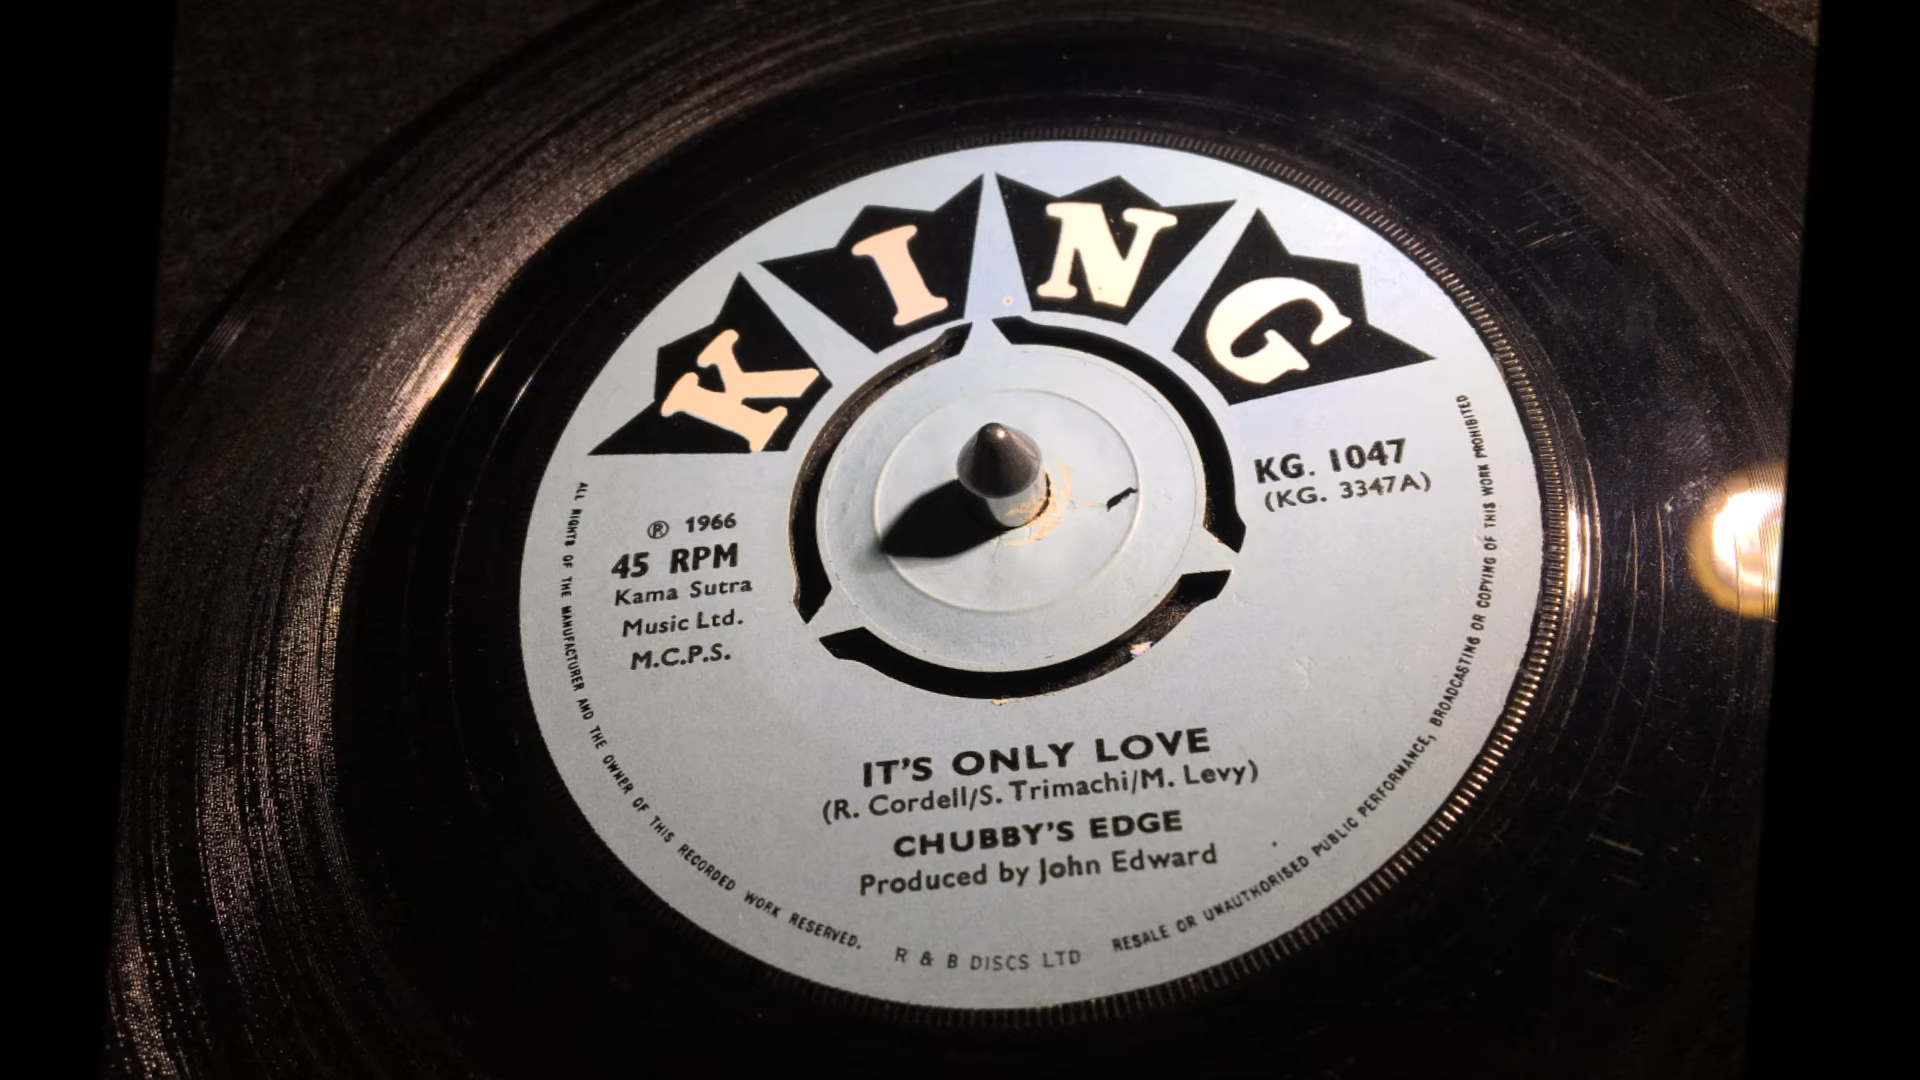 KING
KG. 1047
(KG. 3347A)
Ⓡ 1966
45 RPM
Kama Sutra
Music Ltd.
M.C.P.S.
IT'S ONLY LOVE
(R. Cordell/S. Trimachi/M. Levy)
CHUBBY'S EDGE
Produced by John Edward
ALL RIGHTS OF THE MANUFACTURER AND THE OWNER OF THIS RECORDED WORK RESERVED.
R & B DISCS LTD
RESALE OR UNAUTHORISED PUBLIC PERFORMANCE, BROADCASTING OR COPYING OF THIS WORK PROHIBITED